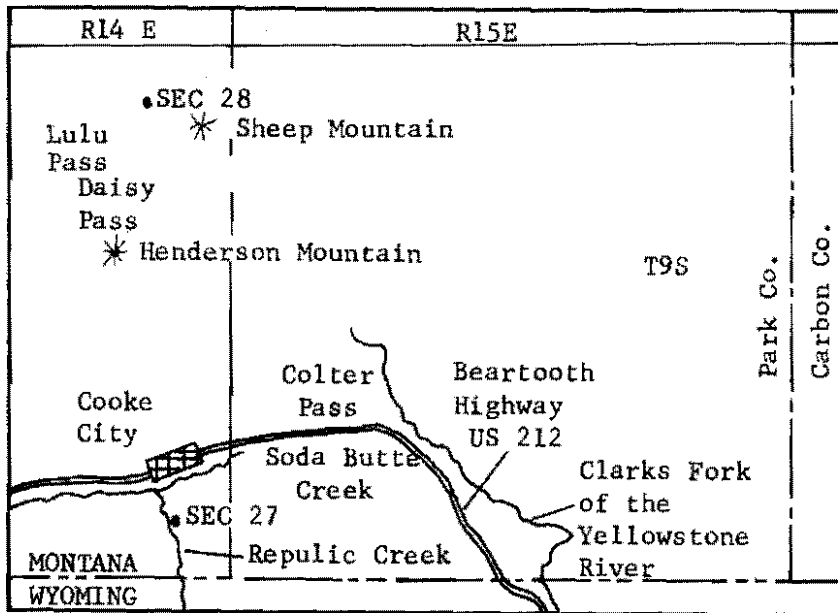 R14 E
R15E
SEC 28
Sheep Mountain
Lulu
Pass
Daisy
Pass
Henderson Mountain
T9S
Park Co.
Carbon Co.
Colter
Pass
Beartooth
Highway
US 212
Cooke
City
Soda Butte
Creek
Clarks Fork
of the
Yellowstone
River
SEC 27
Repulic Creek
MONTANA
WYOMING